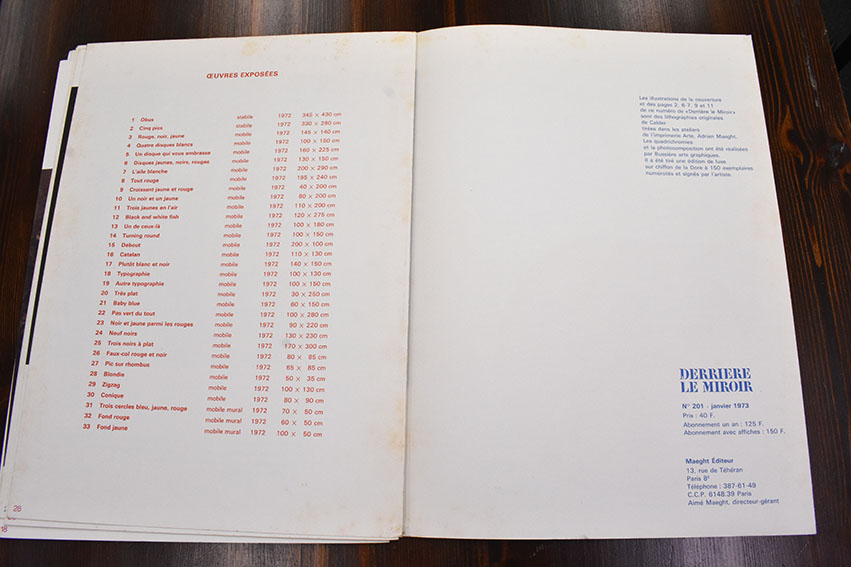 ŒUVRES EXPOSÉES
1 Obus stabile 1972 345 × 430 cm
2 Cinq pics stabile 1972 330 × 280 cm
3 Rouge, noir, jaune mobile 1972 145 × 140 cm
4 Quatre disques blancs mobile 1972 100 × 150 cm
5 Un disque qui vous embrasse mobile 1972 160 × 225 cm
6 Disques jaunes, noirs, rouges mobile 1972 130 × 150 cm
7 L'aile blanche mobile 1972 200 × 290 cm
8 Tout rouge mobile 1972 195 × 240 cm
9 Croissant jaune et rouge mobile 1972 40 × 200 cm
10 Un noir et un jaune mobile 1972 80 × 200 cm
11 Trois jaunes en l'air mobile 1972 110 × 200 cm
12 Black and white fish mobile 1972 120 × 275 cm
13 Un de ceux-là mobile 1972 100 × 180 cm
14 Turning round mobile 1972 100 × 150 cm
15 Debout mobile 1972 200 × 100 cm
16 Catalan mobile 1972 110 × 130 cm
17 Plutôt blanc et noir mobile 1972 140 × 150 cm
18 Typographie mobile 1972 100 × 130 cm
19 Autre typographie mobile 1972 100 × 150 cm
20 Très plat mobile 1972 30 × 250 cm
21 Baby blue mobile 1972 60 × 150 cm
22 Pas vert du tout mobile 1972 100 × 280 cm
23 Noir et jaune parmi les rouges mobile 1972 90 × 220 cm
24 Neuf noirs mobile 1972 130 × 230 cm
25 Trois noirs à plat mobile 1972 170 × 300 cm
26 Faux-col rouge et noir mobile 1972 80 × 85 cm
27 Pic sur rhombus mobile 1972 65 × 85 cm
28 Blondie mobile 1972 50 × 35 cm
29 Zigzag mobile 1972 100 × 130 cm
30 Conique mobile 1972 80 × 90 cm
31 Trois cercles bleu, jaune, rouge mobile mural 1972 70 × 50 cm
32 Fond rouge mobile mural 1972 60 × 50 cm
33 Fond jaune mobile mural 1972 100 × 50 cm
28
Les illustrations de la couverture
et des pages 2, 6-7, 9 et 11
de ce numéro de «Derrière le Miroir»
sont des lithographies originales
de Calder
tirées dans les ateliers
de l'imprimerie Arte, Adrien Maeght.
Les quadrichromies
et la photocomposition ont été réalisées
par Russière arts graphiques.
Il a été tiré une édition de luxe
sur chiffon de la Dore à 150 exemplaires
numérotés et signés par l'artiste.
DERRIERE
LE MIROIR
N° 201 - janvier 1973
Prix : 40 F.
Abonnement un an : 125 F.
Abonnement avec affiches : 150 F.
Maeght Éditeur
13, rue de Téhéran
Paris 8e
Téléphone : 387-61-49
C.C.P. 6148.39 Paris
Aimé Maeght, directeur-gérant